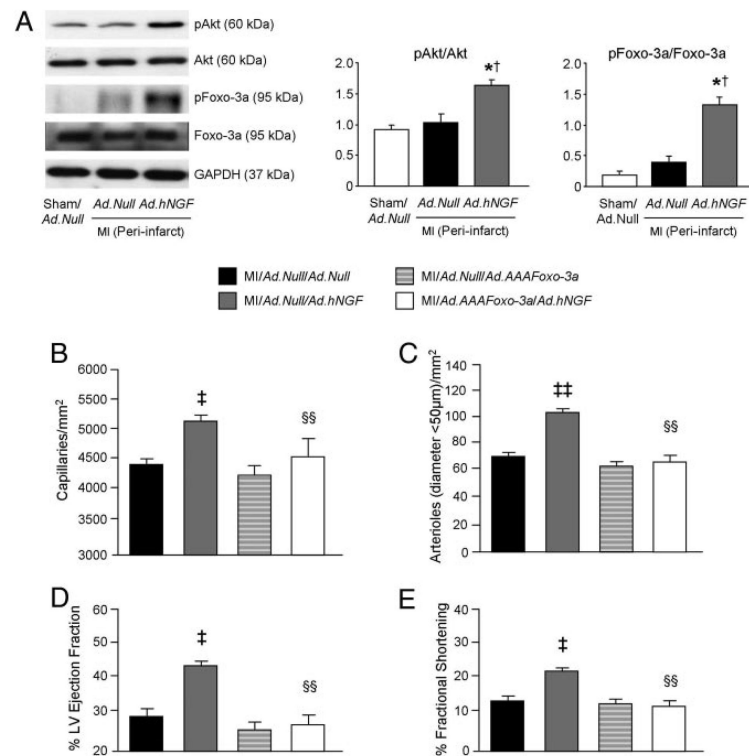 A
pAkt (60 kDa)
Akt (60 kDa)
pFoxo-3a (95 kDa)
Foxo-3a (95 kDa)
GAPDH (37 kDa)
Sham/ Ad.Null Ad.hNGF
Ad.Null MI (Peri-infarct)
pAkt/Akt
2.0
1.5
1.0
0.5
0
*†
Sham/ Ad.Null Ad.hNGF
Ad.Null MI (Peri-infarct)
pFoxo-3a/Foxo-3a
2.0
1.5
1.0
0.5
0
*†
Sham/ Ad.Null Ad.hNGF
Ad.Null MI (Peri-infarct)
MI/Ad.Null/Ad.Null
MI/Ad.Null/Ad.AAAFoxo-3a
MI/Ad.Null/Ad.hNGF
MI/Ad.AAAFoxo-3a/Ad.hNGF
B
Capillaries/mm²
6000
5500
5000
4500
4000
3500
3000
‡
§§
C
Arterioles (diameter <50μm)/mm²
140
120
100
80
60
40
20
0
‡‡
§§
D
% LV Ejection Fraction
60
50
40
30
20
‡
§§
E
% Fractional Shortening
40
30
20
10
0
‡
§§